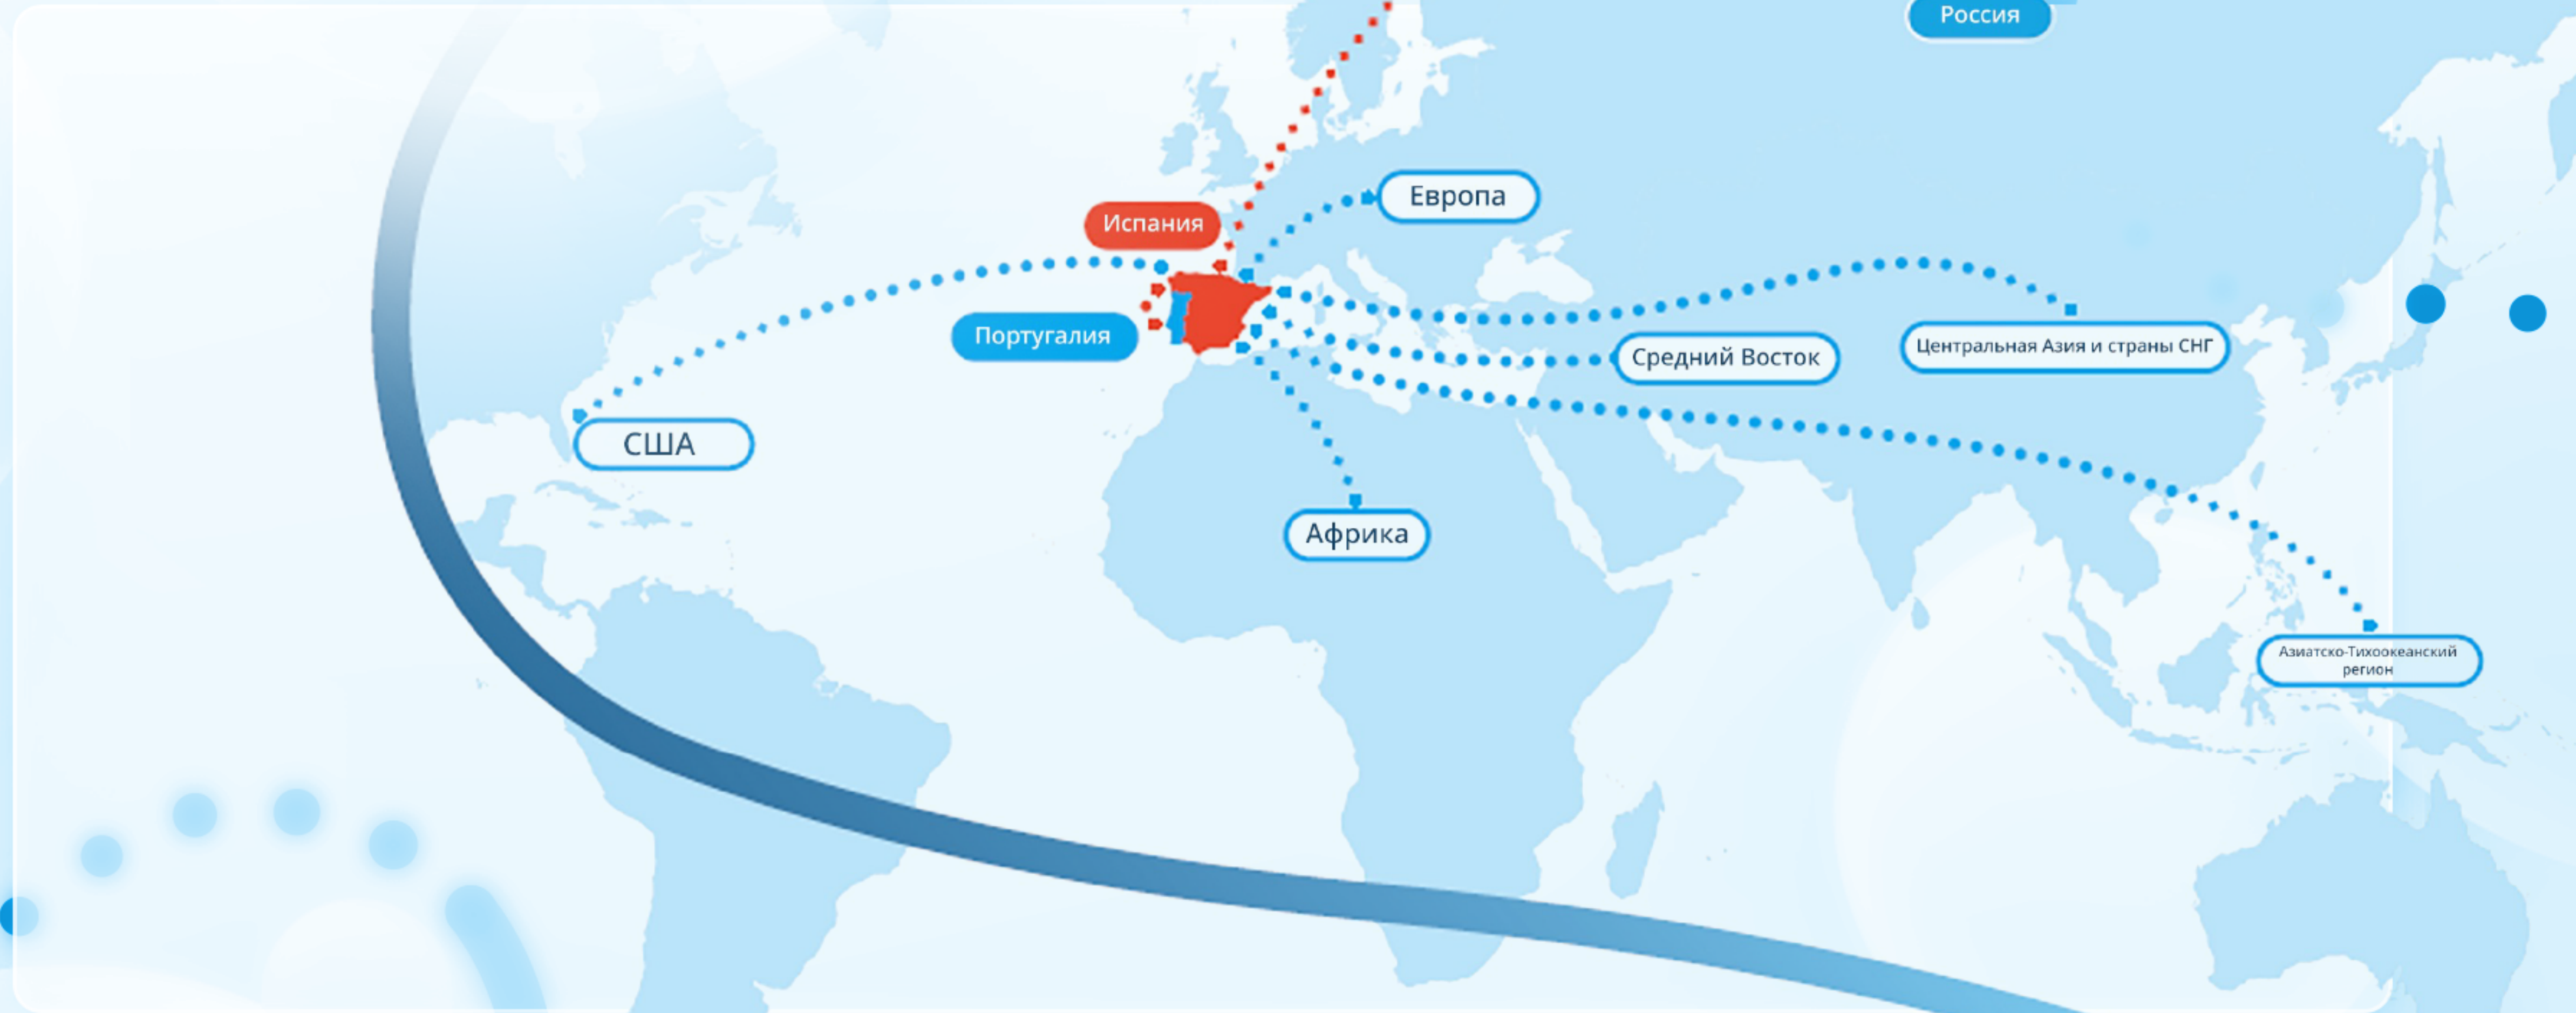 Россия
Европа
Испания
Португалия
Средний Восток
Центральная Азия и страны СНГ
США
Африка
Азиатско-Тихоокеанский
регион